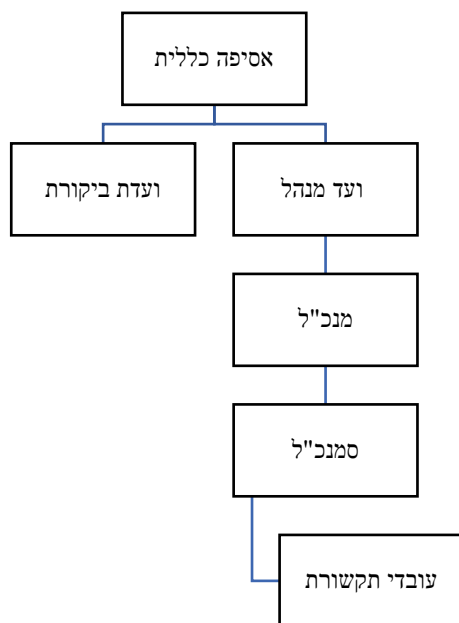 אסיפה כללית
ועד מנהל
ועדת ביקורת
מנכ"ל
סמנכ"ל
עובדי תקשורת